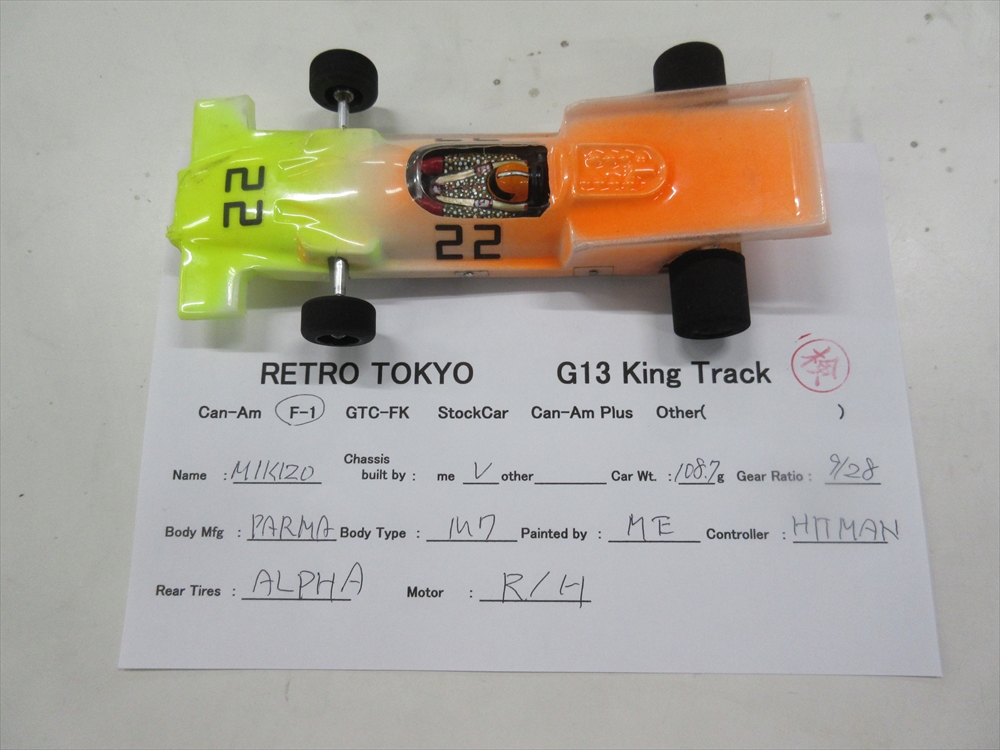 22
22
RETRO TOKYO G13 King Track
Can-Am F-1 GTC-FK StockCar Can-Am Plus Other( )
Name : MIKIZO Chassis built by : me V other Car Wt. : 108.7g Gear Ratio : 9/28
Body Mfg : PARMA Body Type : M7 Painted by : ME Controller : HITMAN
Rear Tires : ALPHA Motor : R/H